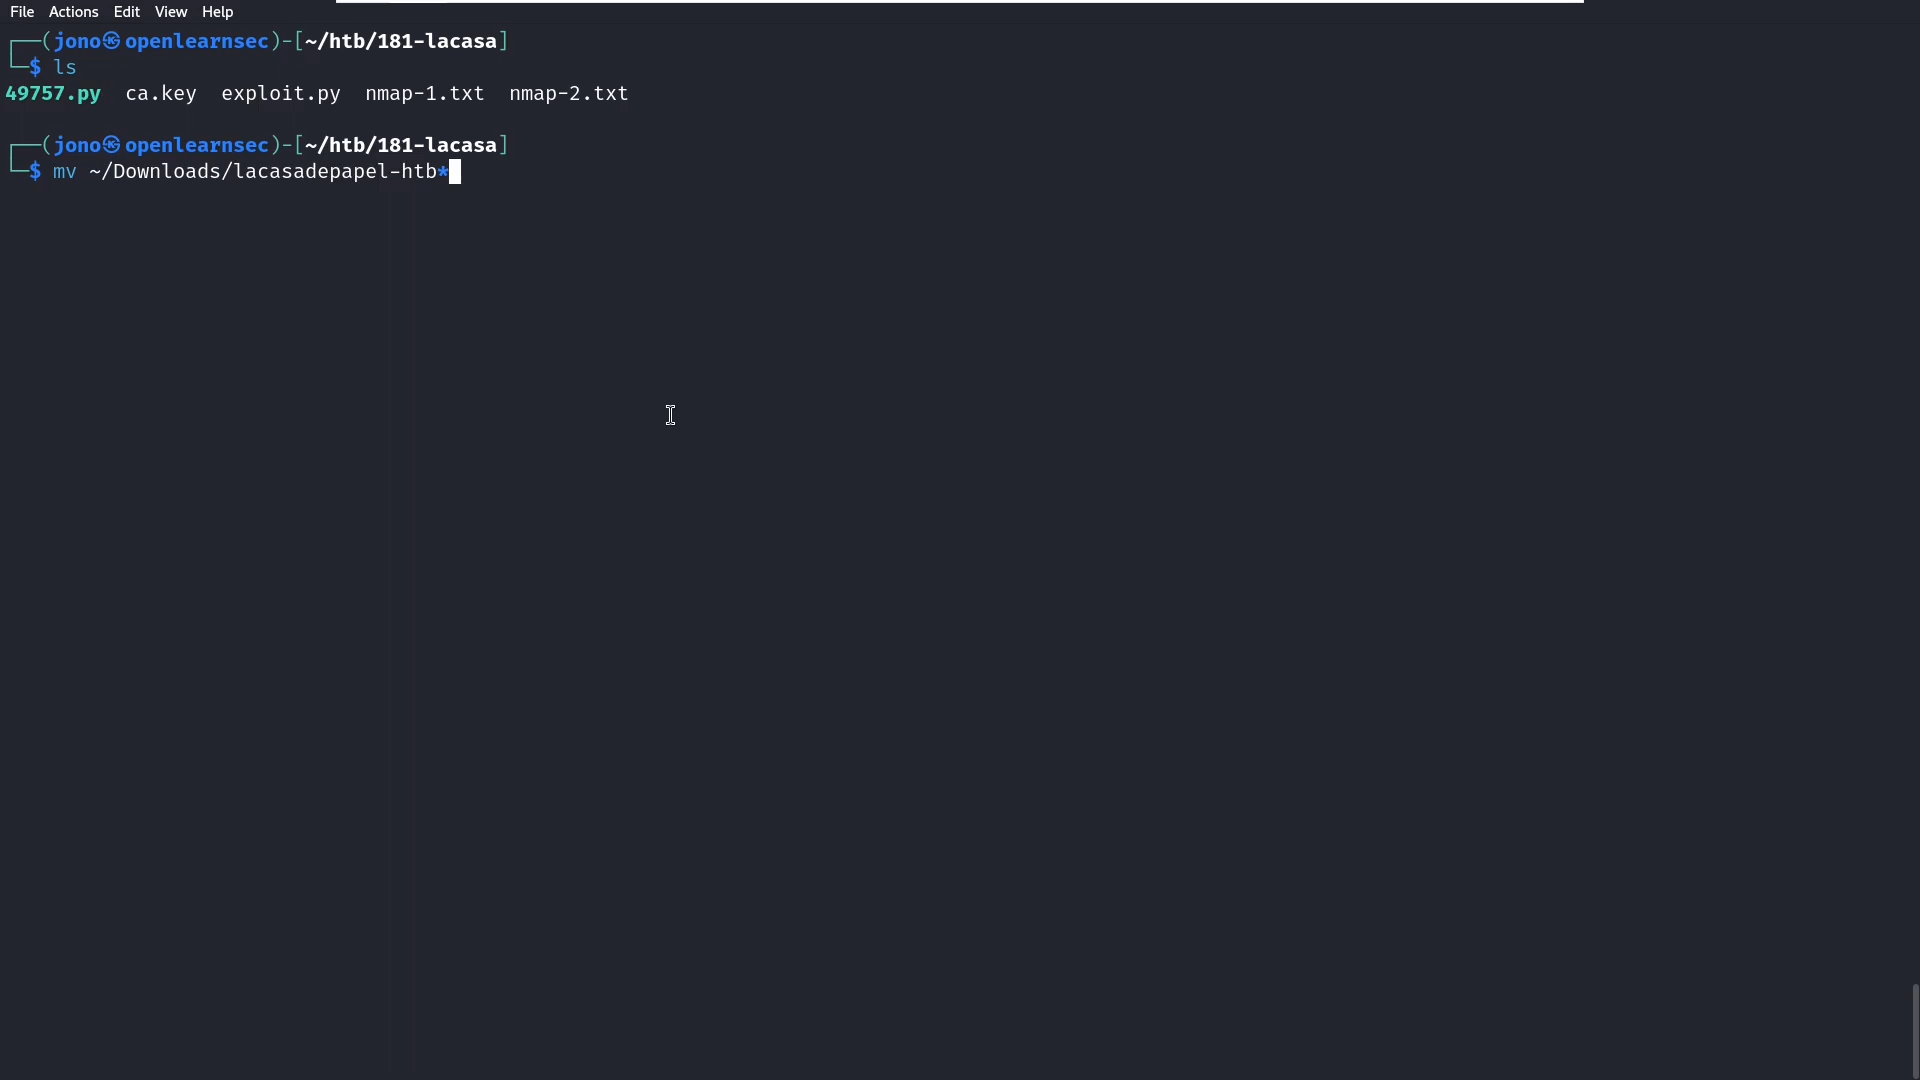 File Actions Edit View Help
┌──(jono㉿openlearnsec)-[~/htb/181-lacasa]
└─$ ls
49757.py ca.key exploit.py nmap-1.txt nmap-2.txt
┌──(jono㉿openlearnsec)-[~/htb/181-lacasa]
└─$ mv ~/Downloads/lacasadepapel-htb*